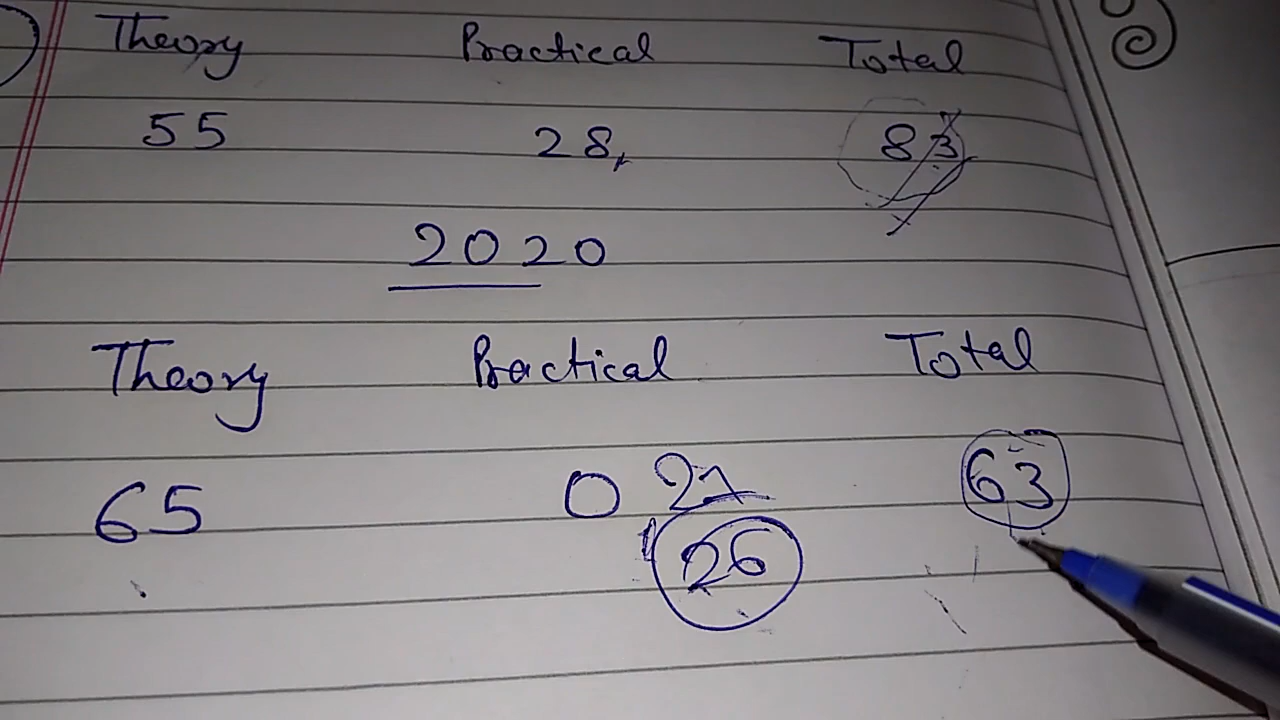 Theory Practical Total
55 28, 83
2020
Theory Practical Total
65 0 27 63
26